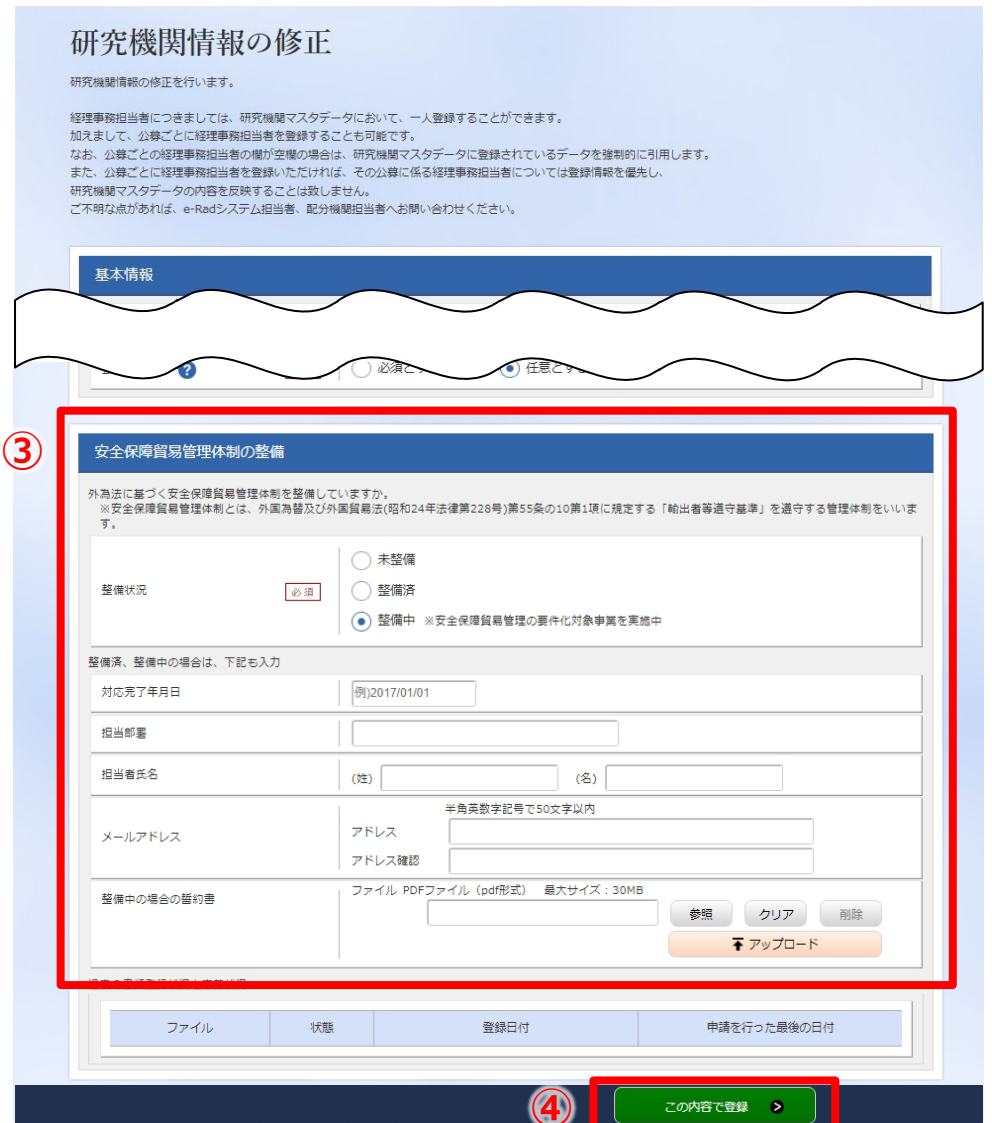 研究機関情報の修正
研究機関情報の修正を行います。
経理事務担当者につきましては、研究機関マスタデータにおいて、一人登録することができます。
加えまして、公募ごとに経理事務担当者を登録することも可能です。
なお、公募ごとの経理事務担当者の欄が空欄の場合は、研究機関マスタデータに登録されているデータを強制的に引用します。
また、公募ごとに経理事務担当者を登録いただければ、その公募に係る経理事務担当者については登録情報を優先し、
研究機関マスタデータの内容を反映することは致しません。
ご不明な点があれば、e-Radシステム担当者、配分機関担当者へお問い合わせください。
基本情報
? 必須とす 任意とす
③
安全保障貿易管理体制の整備
外為法に基づく安全保障貿易管理体制を整備していますか。
※安全保障貿易管理体制とは、外国為替及び外国貿易法(昭和24年法律第228号)第55条の10第1項に規定する「輸出者等遵守基準」を遵守する管理体制をいいま
す。
未整備
整備状況 必須 整備済
整備中 ※安全保障貿易管理の要件化対象事業を実施中
整備済、整備中の場合は、下記も入力
対応完了年月日 例)2017/01/01
担当部署
担当者氏名 (姓) (名)
半角英数字記号で50文字以内
メールアドレス アドレス
アドレス確認
整備中の場合の誓約書 ファイル PDFファイル（pdf形式） 最大サイズ：30MB
参照 クリア 削除
アップロード
ファイル 状態 登録日付 申請を行った最後の日付
④ この内容で登録